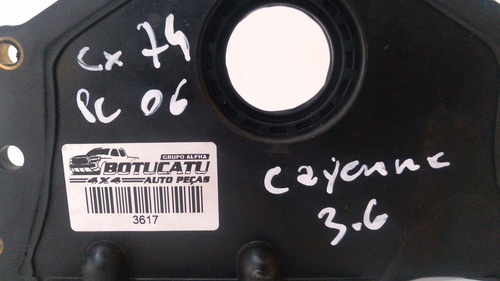 cx 74
PC 06
GRUPO ALPHA
BOTUCATU
4X4 AUTO PEÇAS
3617
Cayenne
3.6